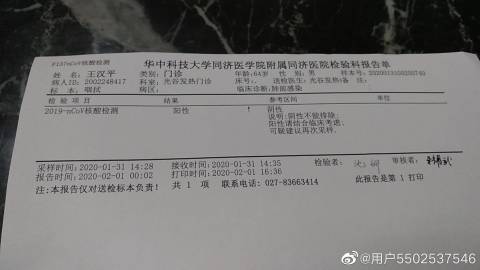 2019nCoV核酸检测
华中科技大学同济医学院附属同济医院检验科报告单
姓名:王汉平 类别:门诊 年龄:64岁 性别:男 样本号:
病人ID:2002248417 科室:光谷发热门诊 床号: 送检医生:光谷发热 备注:
标本:咽拭 病区: 临床诊断:肺部感染
检验项目 结果 参考区间 单位
2019-nCoV核酸检测 阳性 ! 阴性
说明:阴性不能排除;
阳性请结合临床考虑,
可疑建议再次采样.
采样时间:2020-01-31 14:28 接收时间:2020-01-31 14:35 检验者: 审核者:
报告时间:2020-02-01 00:02 打印时间:2020-02-01 16:36
注:本报告仅对送检标本负责! 共 1 项 联系电话:027-83663414 此报告是第 1 打印
@用户5502537546